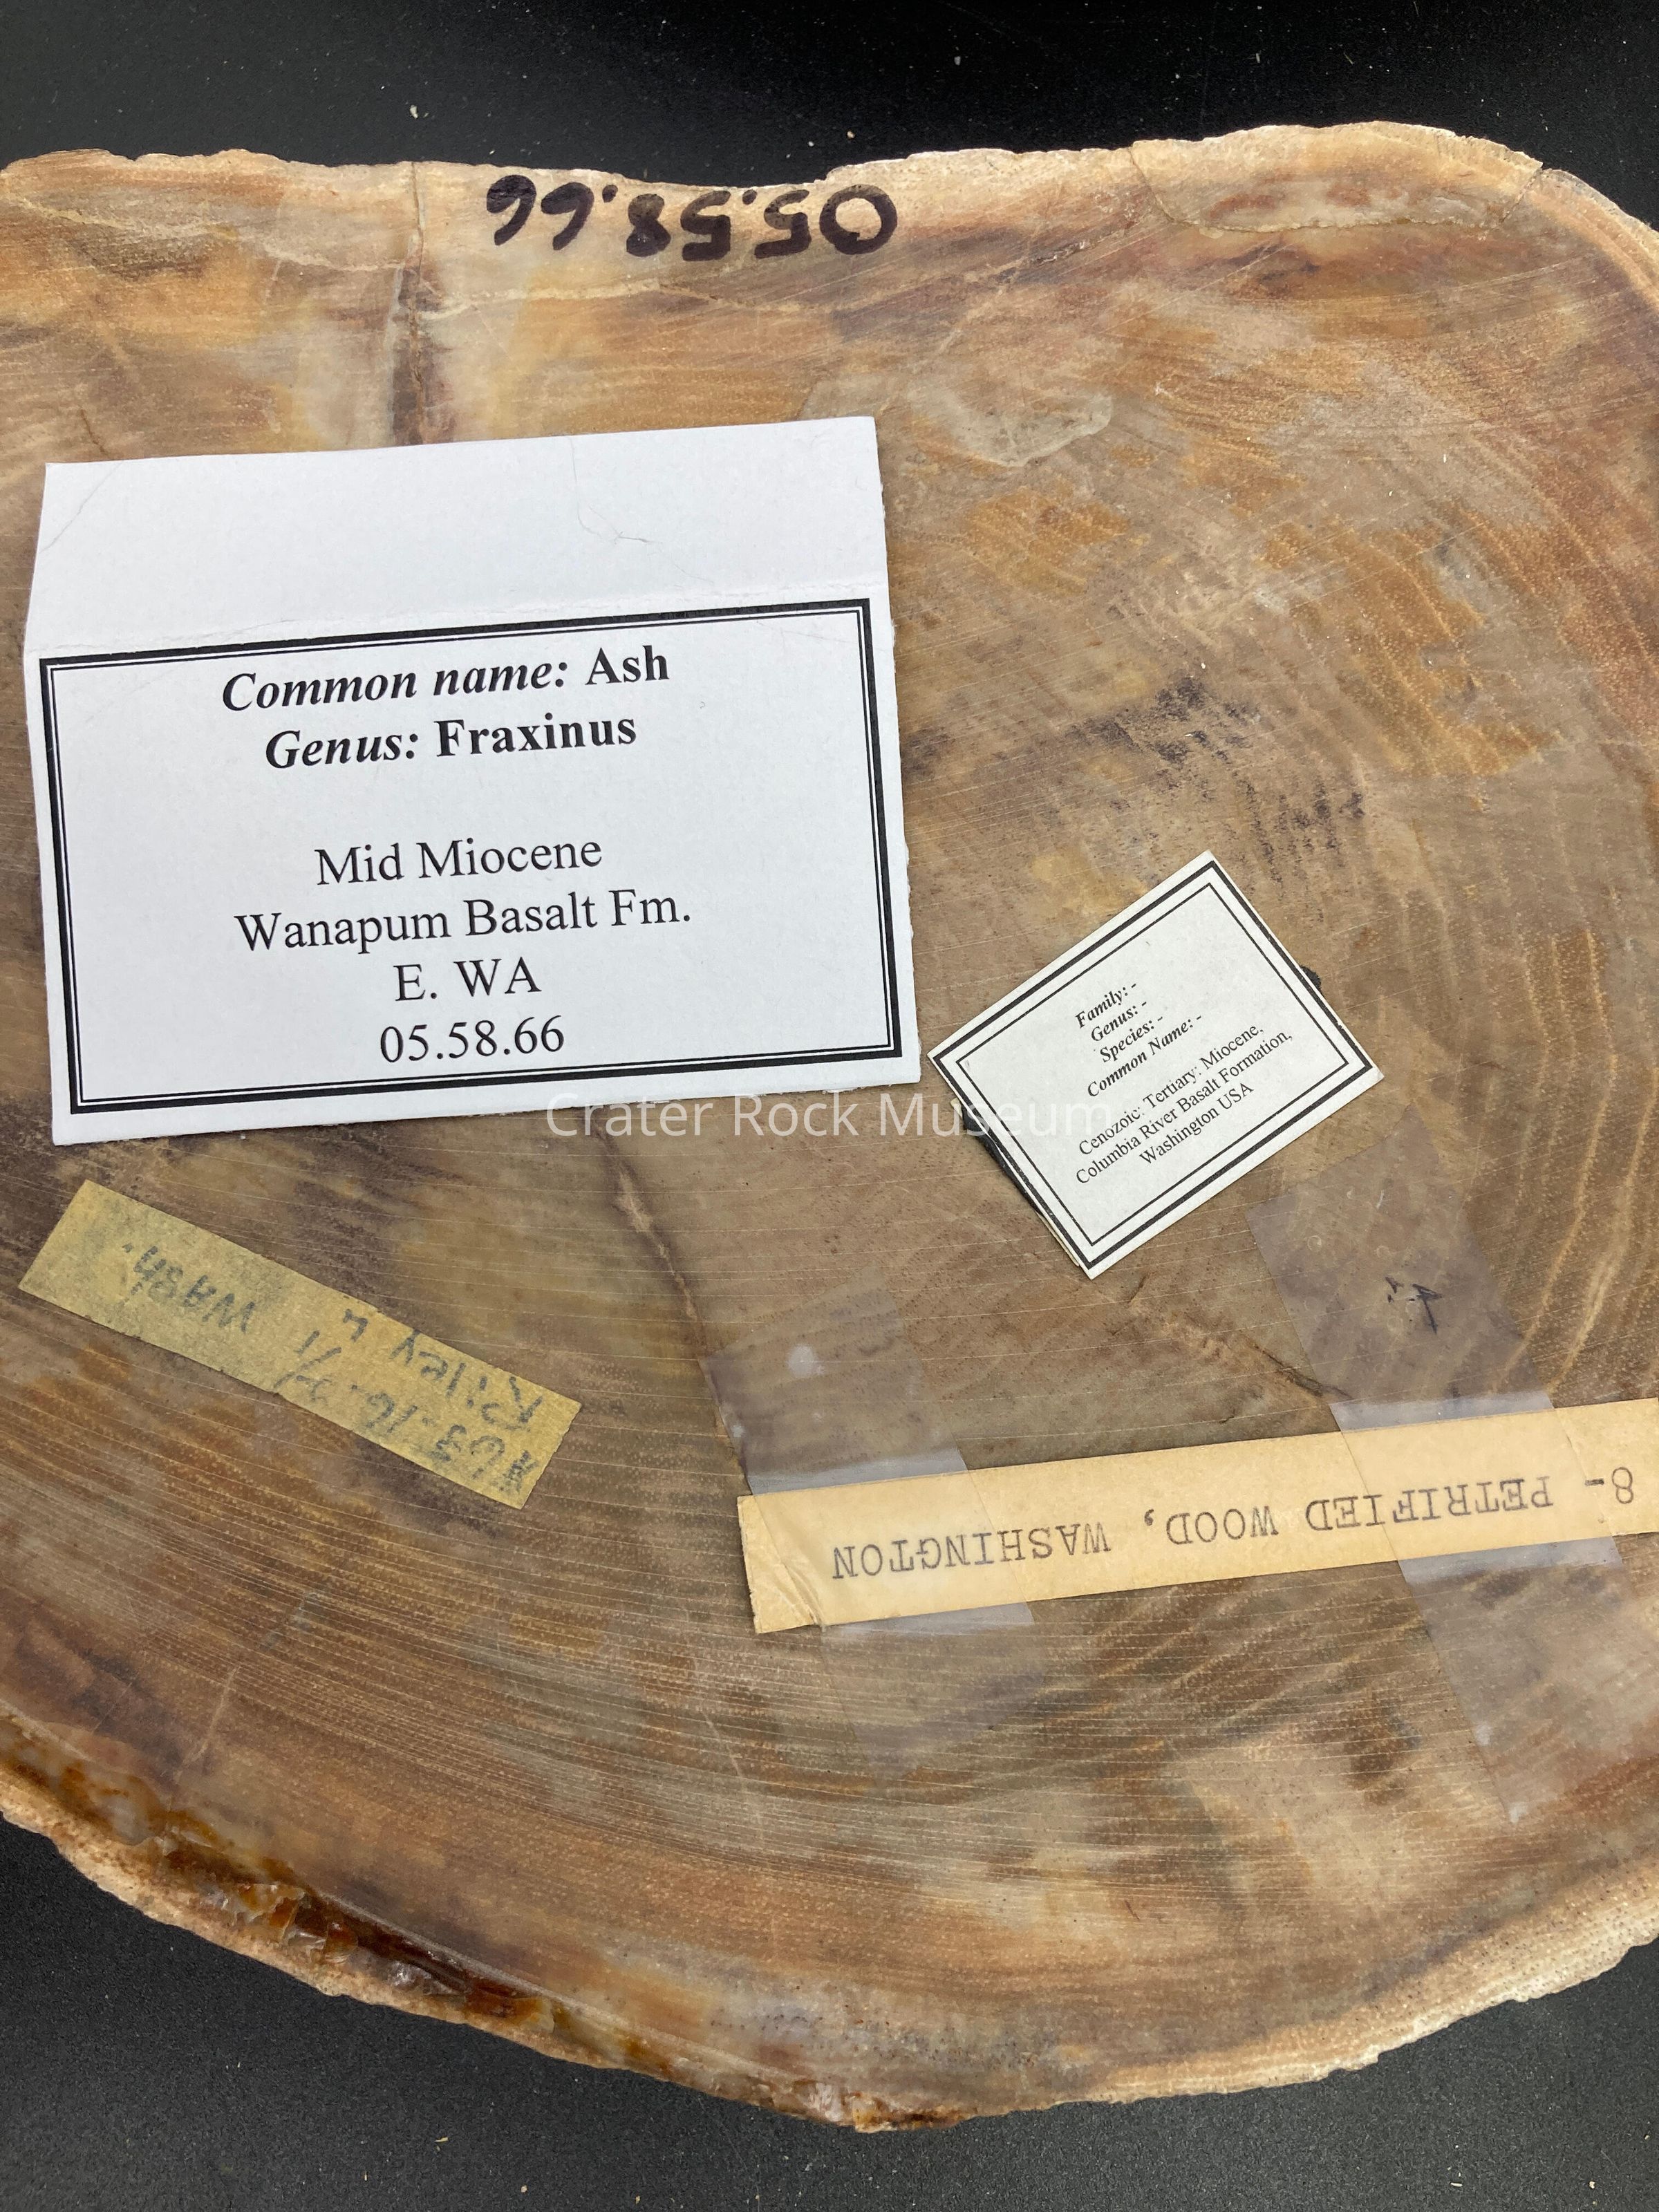 05.58.66
Common name: Ash
Genus: Fraxinus
Mid Miocene
Wanapum Basalt Fm.
E. WA
05.58.66
Family: -
Genus: -
Species: -
Common Name: -
Cenozoic: Tertiary: Miocene,
Columbia River Basalt Formation,
Washington USA
Crater Rock Museum
Riley
Wash.
8- PETRIFIED WOOD, WASHINGTON